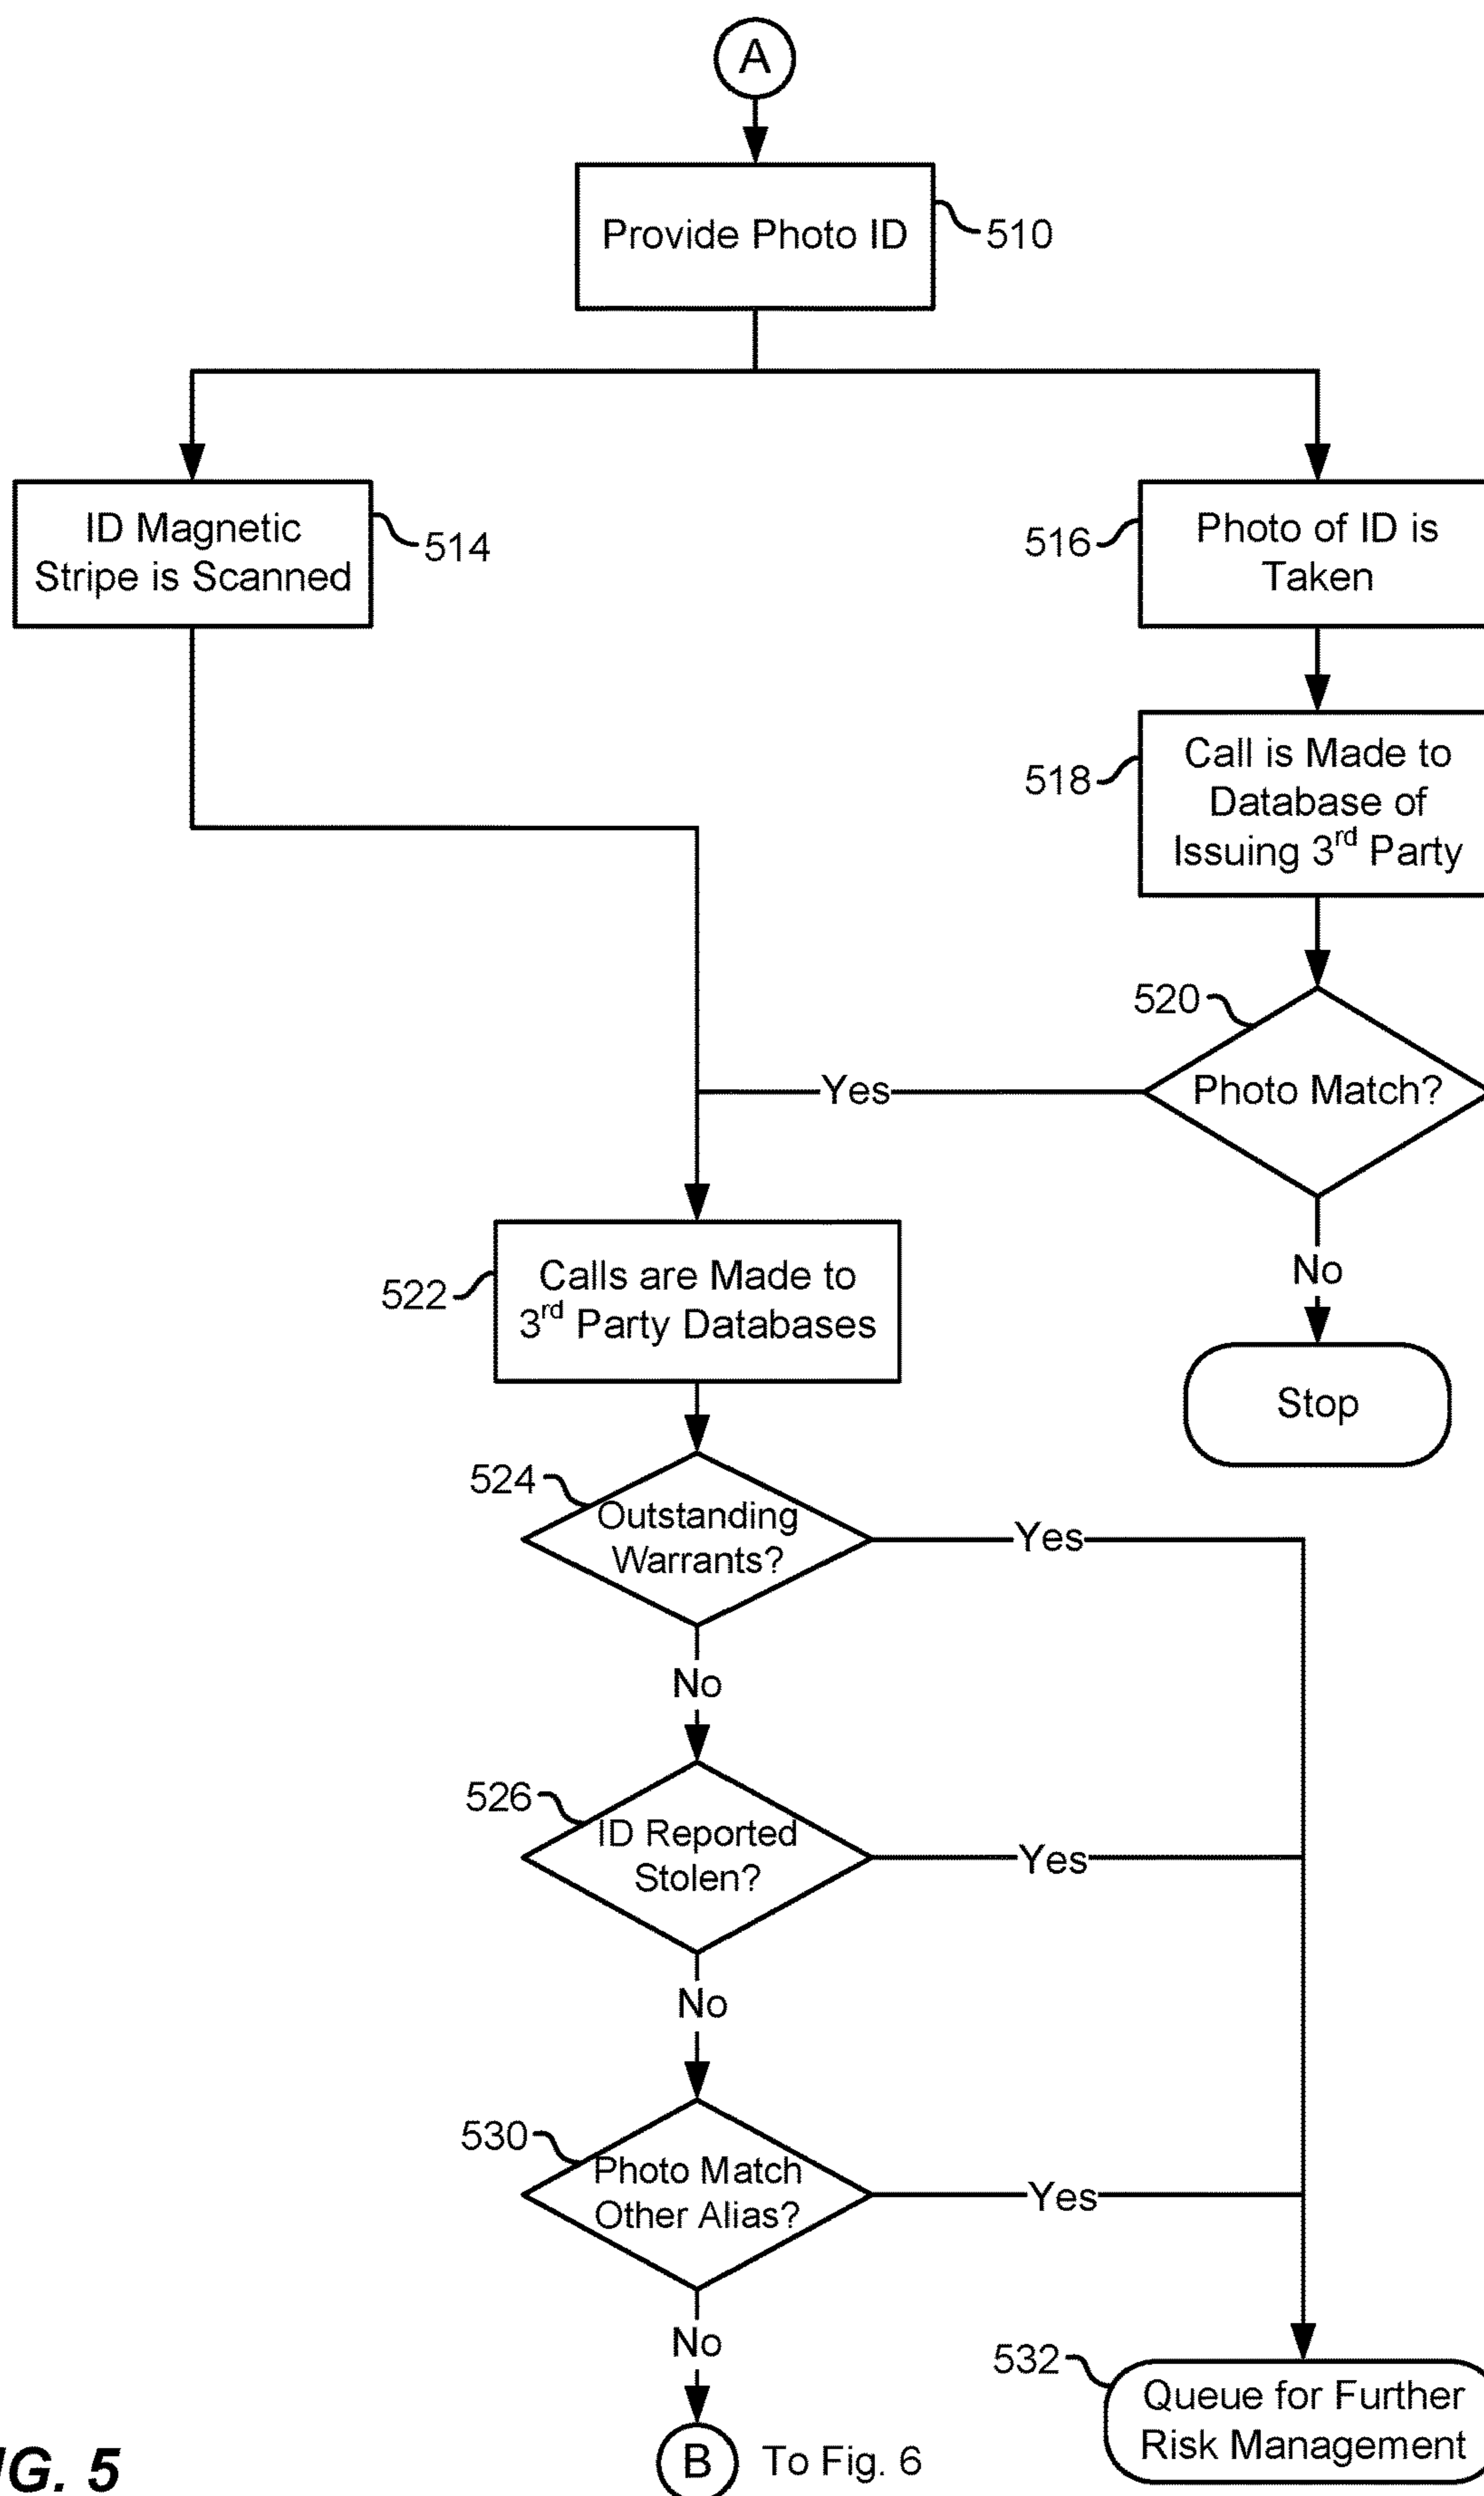 A
Provide Photo ID
510
ID Magnetic
Stripe is Scanned
514
516
Photo of ID is
Taken
518
Call is Made to
Database of
Issuing 3rd Party
520
Photo Match?
Yes
No
Stop
522
Calls are Made to
3rd Party Databases
524
Outstanding
Warrants?
Yes
No
526
ID Reported
Stolen?
Yes
No
530
Photo Match
Other Alias?
Yes
No
532
Queue for Further
Risk Management
B To Fig. 6
IG. 5